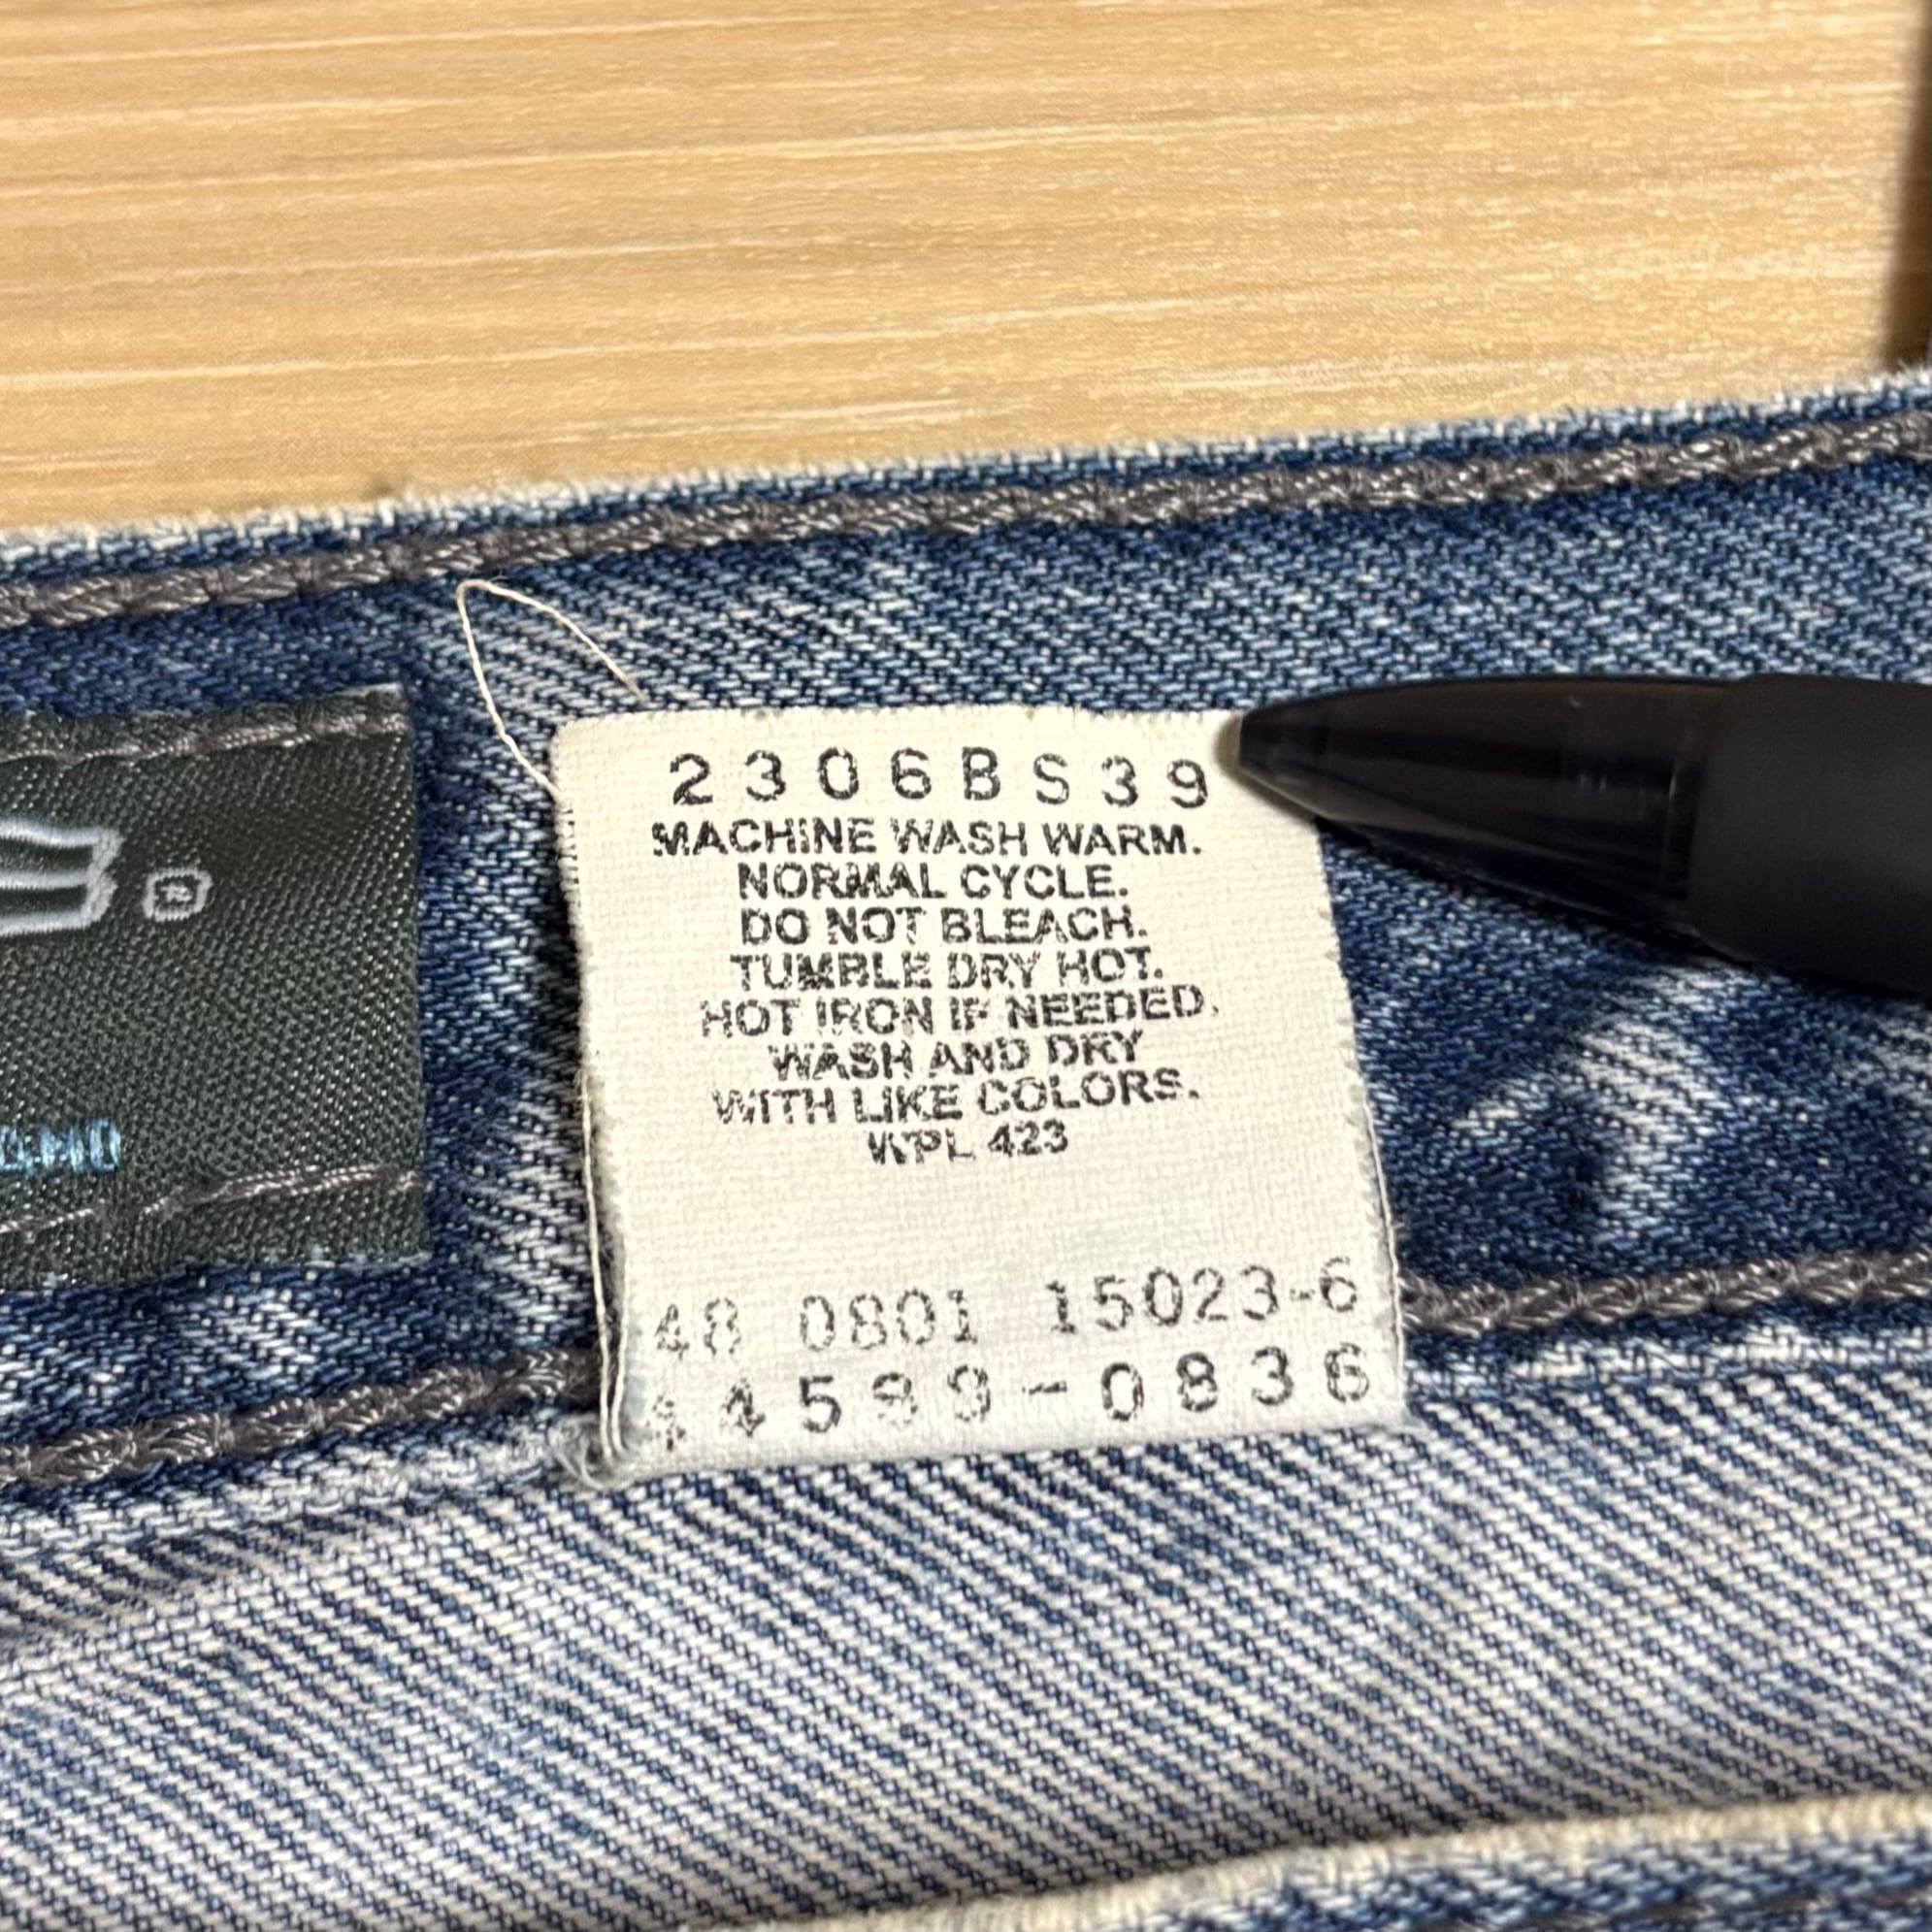 2306BS39
MACHINE WASH WARM.
NORMAL CYCLE.
DO NOT BLEACH.
TUMBLE DRY HOT.
HOT IRON IF NEEDED.
WASH AND DRY
WITH LIKE COLORS.
WPL 423
48 0801 15023-6
®